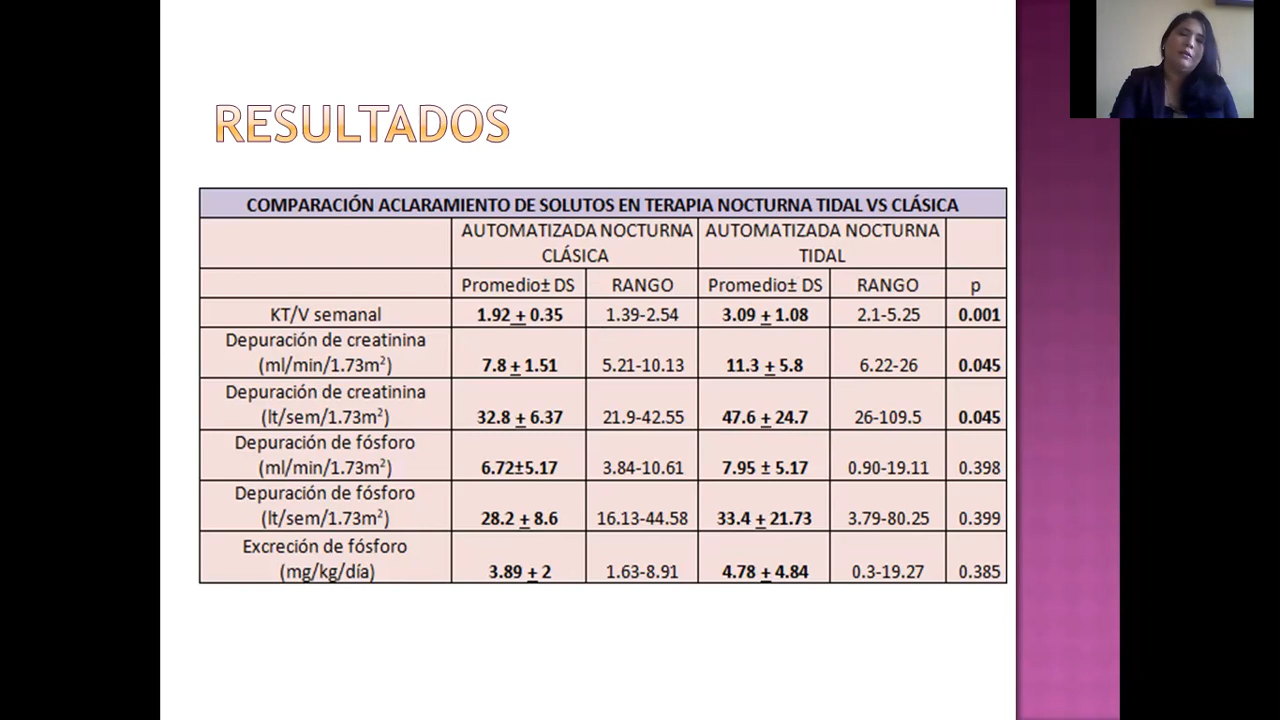 RESULTADOS
COMPARACIÓN ACLARAMIENTO DE SOLUTOS EN TERAPIA NOCTURNA TIDAL VS CLÁSICA
AUTOMATIZADA NOCTURNA CLÁSICA AUTOMATIZADA NOCTURNA TIDAL
Promedio± DS RANGO Promedio± DS RANGO p
KT/V semanal 1.92 ± 0.35 1.39-2.54 3.09 ± 1.08 2.1-5.25 0.001
Depuración de creatinina
(ml/min/1.73m²) 7.8 ± 1.51 5.21-10.13 11.3 ± 5.8 6.22-26 0.045
Depuración de creatinina
(lt/sem/1.73m²) 32.8 ± 6.37 21.9-42.55 47.6 ± 24.7 26-109.5 0.045
Depuración de fósforo
(ml/min/1.73m²) 6.72±5.17 3.84-10.61 7.95 ± 5.17 0.90-19.11 0.398
Depuración de fósforo
(lt/sem/1.73m²) 28.2 ± 8.6 16.13-44.58 33.4 ± 21.73 3.79-80.25 0.399
Excreción de fósforo
(mg/kg/día) 3.89 ± 2 1.63-8.91 4.78 ± 4.84 0.3-19.27 0.385